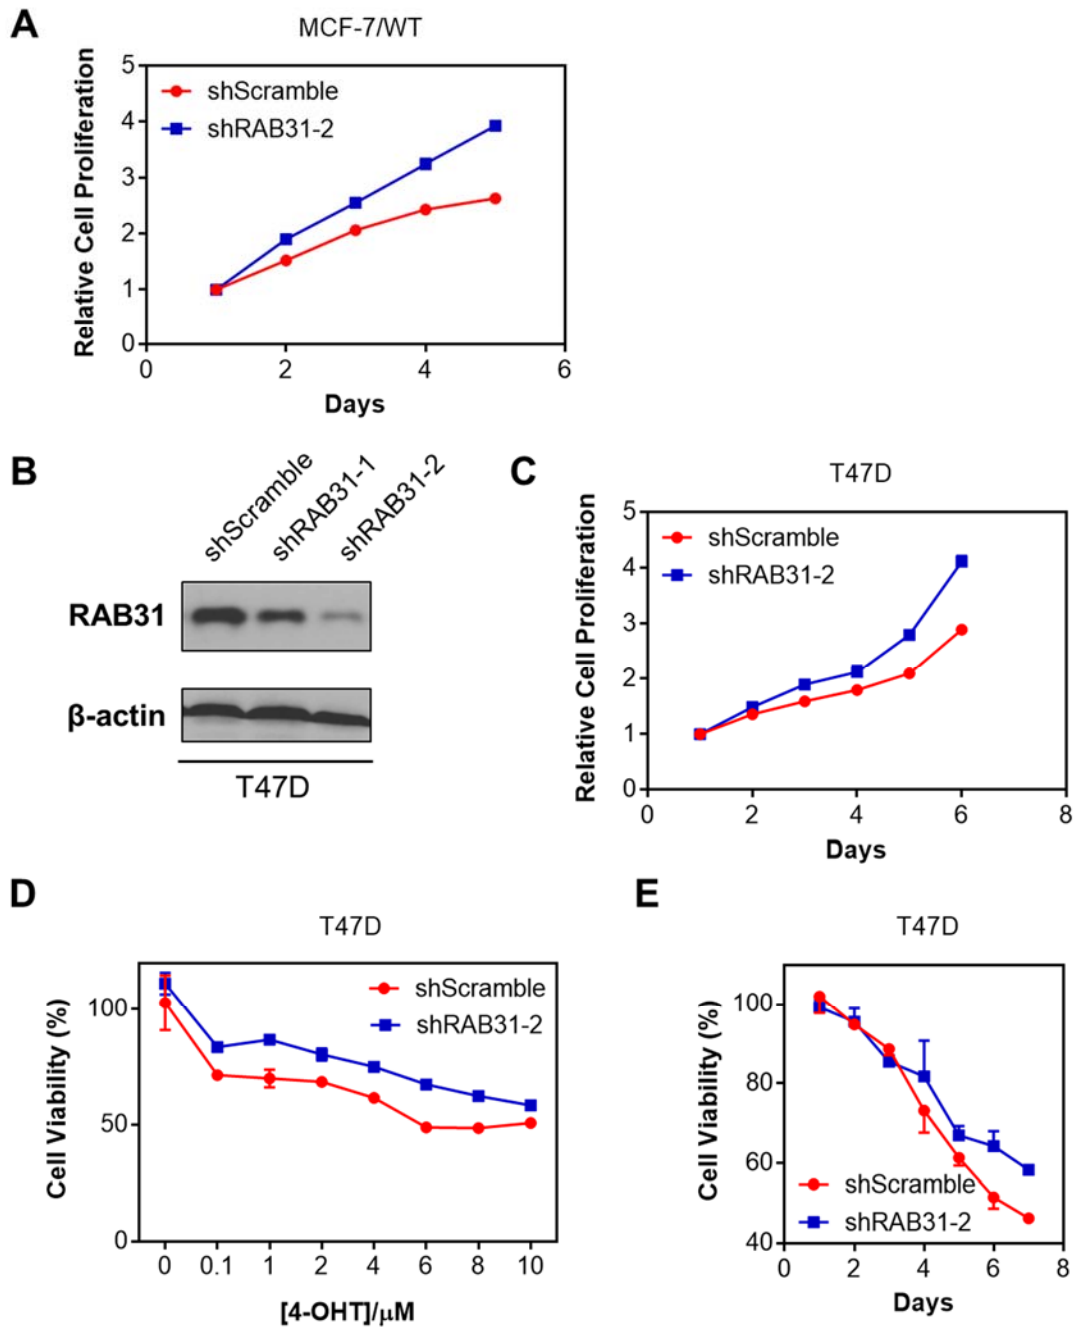 A
MCF-7/WT
Relative Cell Proliferation
5
4
3
2
1
0
shScramble
shRAB31-2
0 2 4 6
Days
B
shScramble shRAB31-1 shRAB31-2
RAB31
β-actin
T47D
C
T47D
Relative Cell Proliferation
5
4
3
2
1
0
shScramble
shRAB31-2
0 2 4 6 8
Days
D
T47D
Cell Viability (%)
100
50
0
shScramble
shRAB31-2
0 0.1 1 2 4 6 8 10
[4-OHT]/μM
E
T47D
Cell Viability (%)
100
80
60
40
shScramble
shRAB31-2
0 2 4 6 8
Days